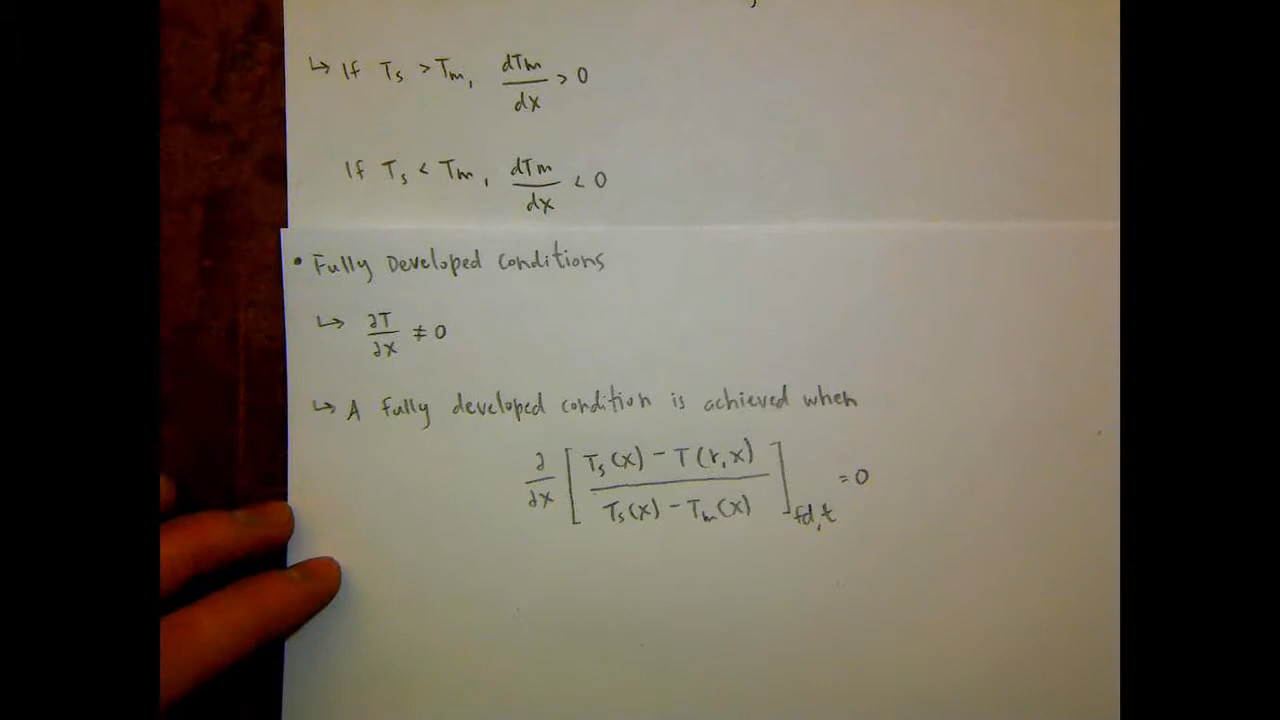 ↳ If Ts > Tm, dTm/dx > 0
If Ts < Tm, dTm/dx < 0
• Fully Developed conditions
↳ ∂T/∂x ≠ 0
↳ A fully developed condition is achieved when
∂/∂x [ (Ts(x) - T(r,x)) / (Ts(x) - Tm(x)) ]fd,t = 0